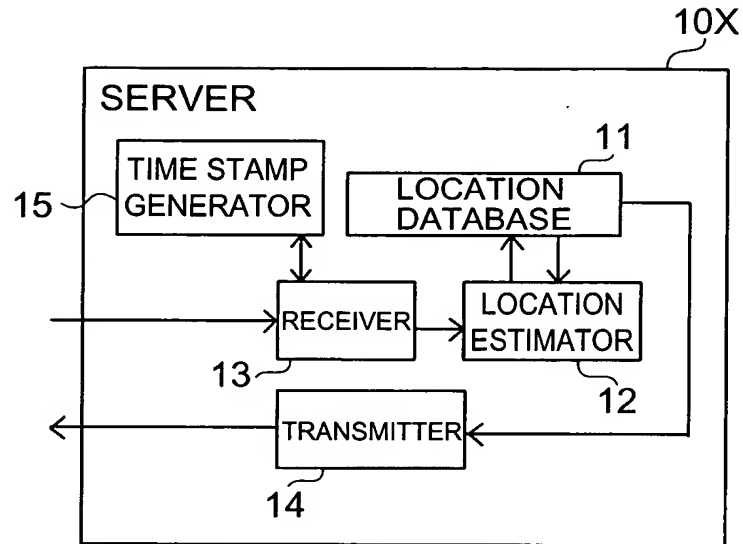 10X
SERVER
TIME STAMP
GENERATOR
15
11
LOCATION
DATABASE
RECEIVER
13
LOCATION
ESTIMATOR
12
TRANSMITTER
14